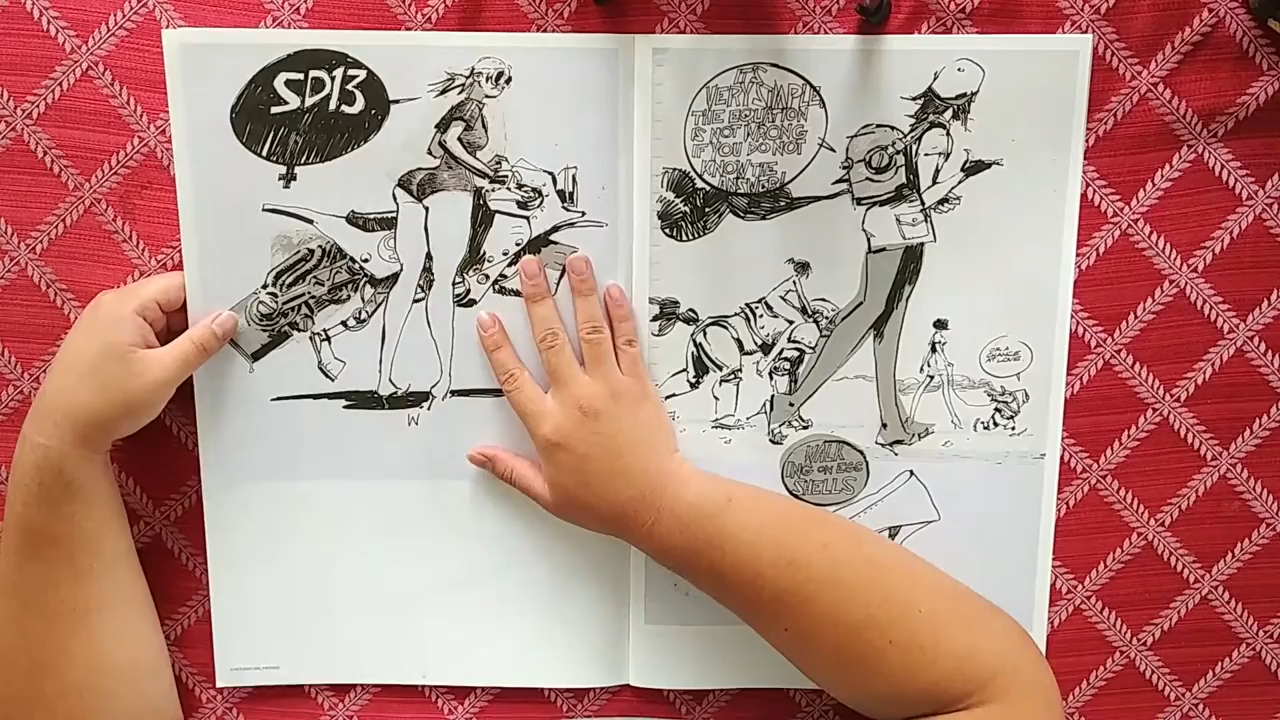 SD13
W
IT'S
VERY SIMPLE
THE EQUATION
IS NOT WRONG
IF YOU DO NOT
KNOW THE
ANSWER!
OR A
CHANCE
AT LOVE.
WALK
ING ON EGG
SHELLS